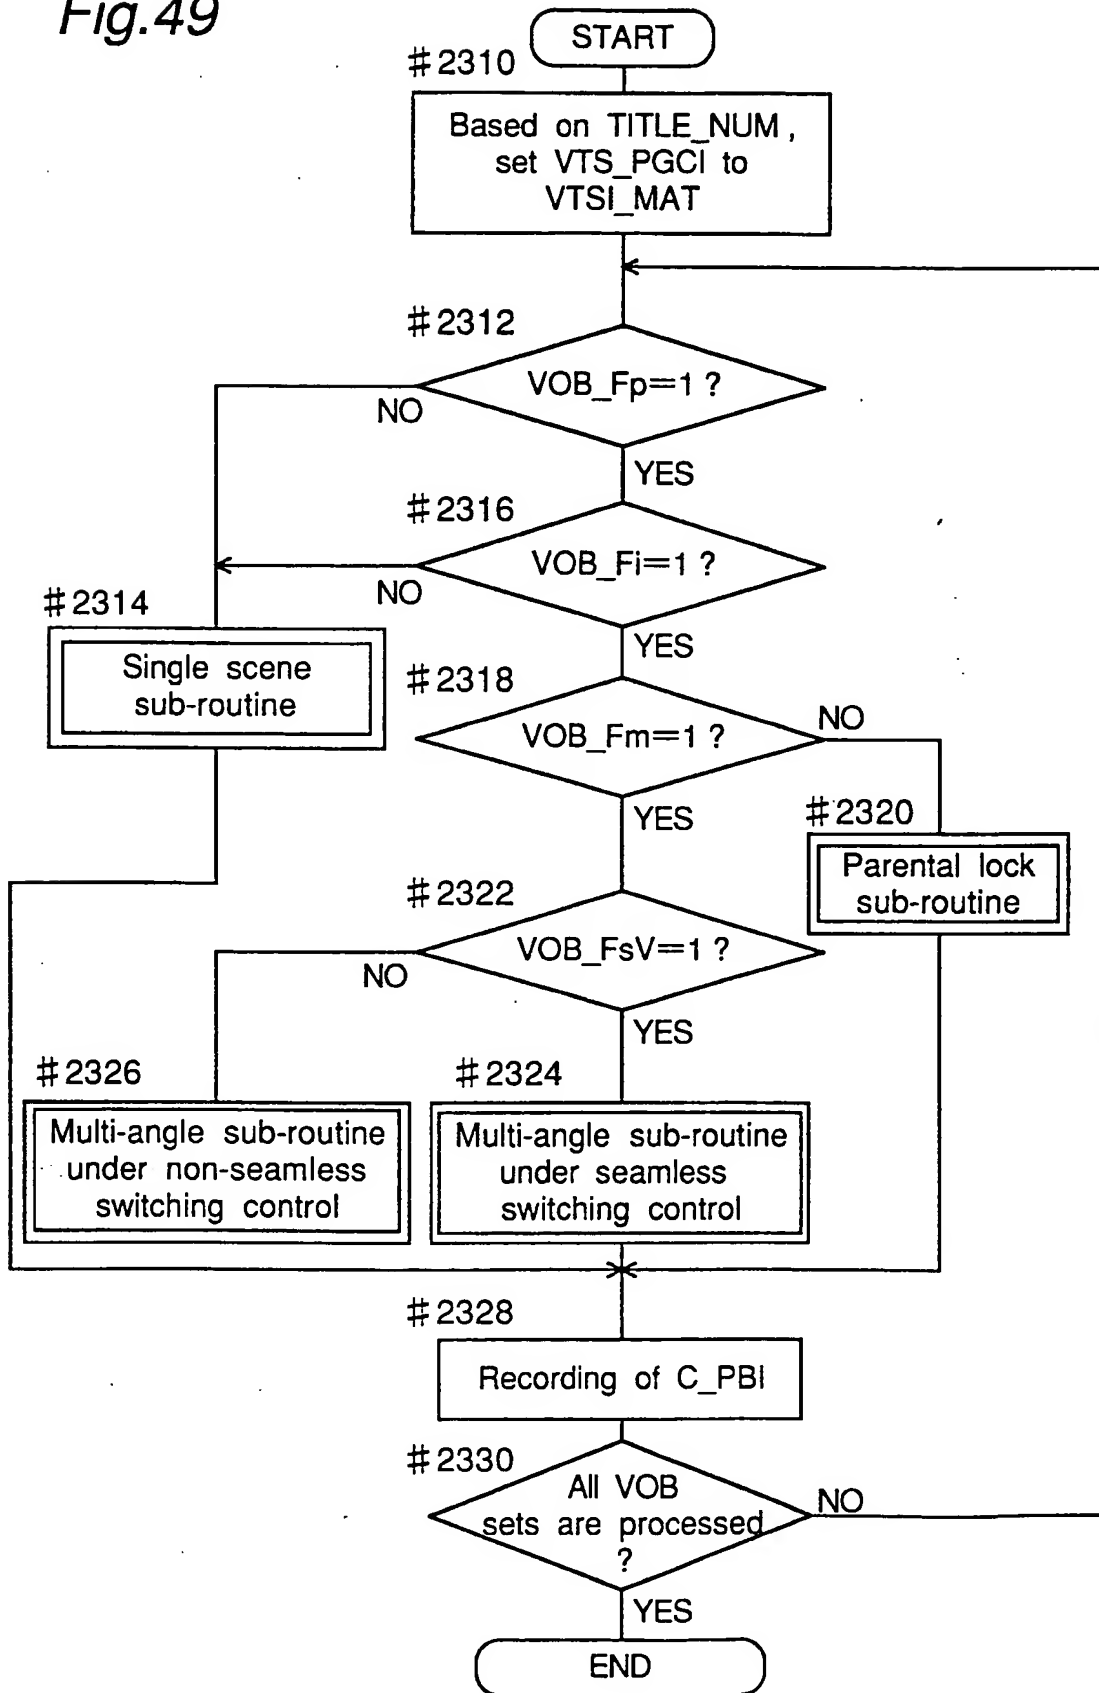 Fig.49
START
#2310
Based on TITLE_NUM,
set VTS_PGCI to
VTSI_MAT
#2312
VOB_Fp=1 ?
NO
YES
#2316
VOB_Fi=1 ?
NO
YES
#2314
Single scene
sub-routine
#2318
VOB_Fm=1 ?
NO
YES
#2320
Parental lock
sub-routine
#2322
VOB_FsV=1 ?
NO
YES
#2326
Multi-angle sub-routine
under non-seamless
switching control
#2324
Multi-angle sub-routine
under seamless
switching control
#2328
Recording of C_PBI
#2330
All VOB
sets are processed
?
NO
YES
END